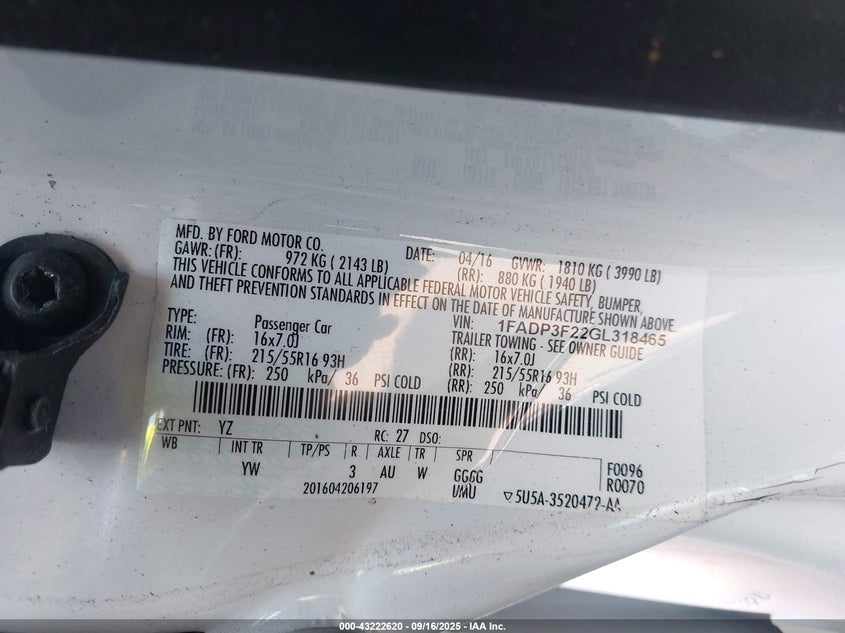 MFD. BY FORD MOTOR CO.
DATE: 04/16 GVWR: 1810 KG ( 3990 LB)
GAWR: (FR): 972 KG ( 2143 LB) (RR): 880 KG ( 1940 LB)
THIS VEHICLE CONFORMS TO ALL APPLICABLE FEDERAL MOTOR VEHICLE SAFETY, BUMPER,
AND THEFT PREVENTION STANDARDS IN EFFECT ON THE DATE OF MANUFACTURE SHOWN ABOVE.
VIN: 1FADP3F22GL318465
TYPE: Passenger Car TRAILER TOWING - SEE OWNER GUIDE
RIM: (FR): 16x7.0J (RR): 16x7.0J
TIRE: (FR): 215/55R16 93H (RR): 215/55R16 93H
PRESSURE: (FR): 250 kPa/ 36 PSI COLD (RR): 250 kPa/ 36 PSI COLD
EXT PNT: YZ RC: 27 DSO:
WB INT TR TP/PS R AXLE TR SPR
YW 3 AU W GGGG F0096
UMU R0070
201604206197 ▽5U5A-3520472-AA
000-43222620 - 09/16/2025 - IAA Inc.